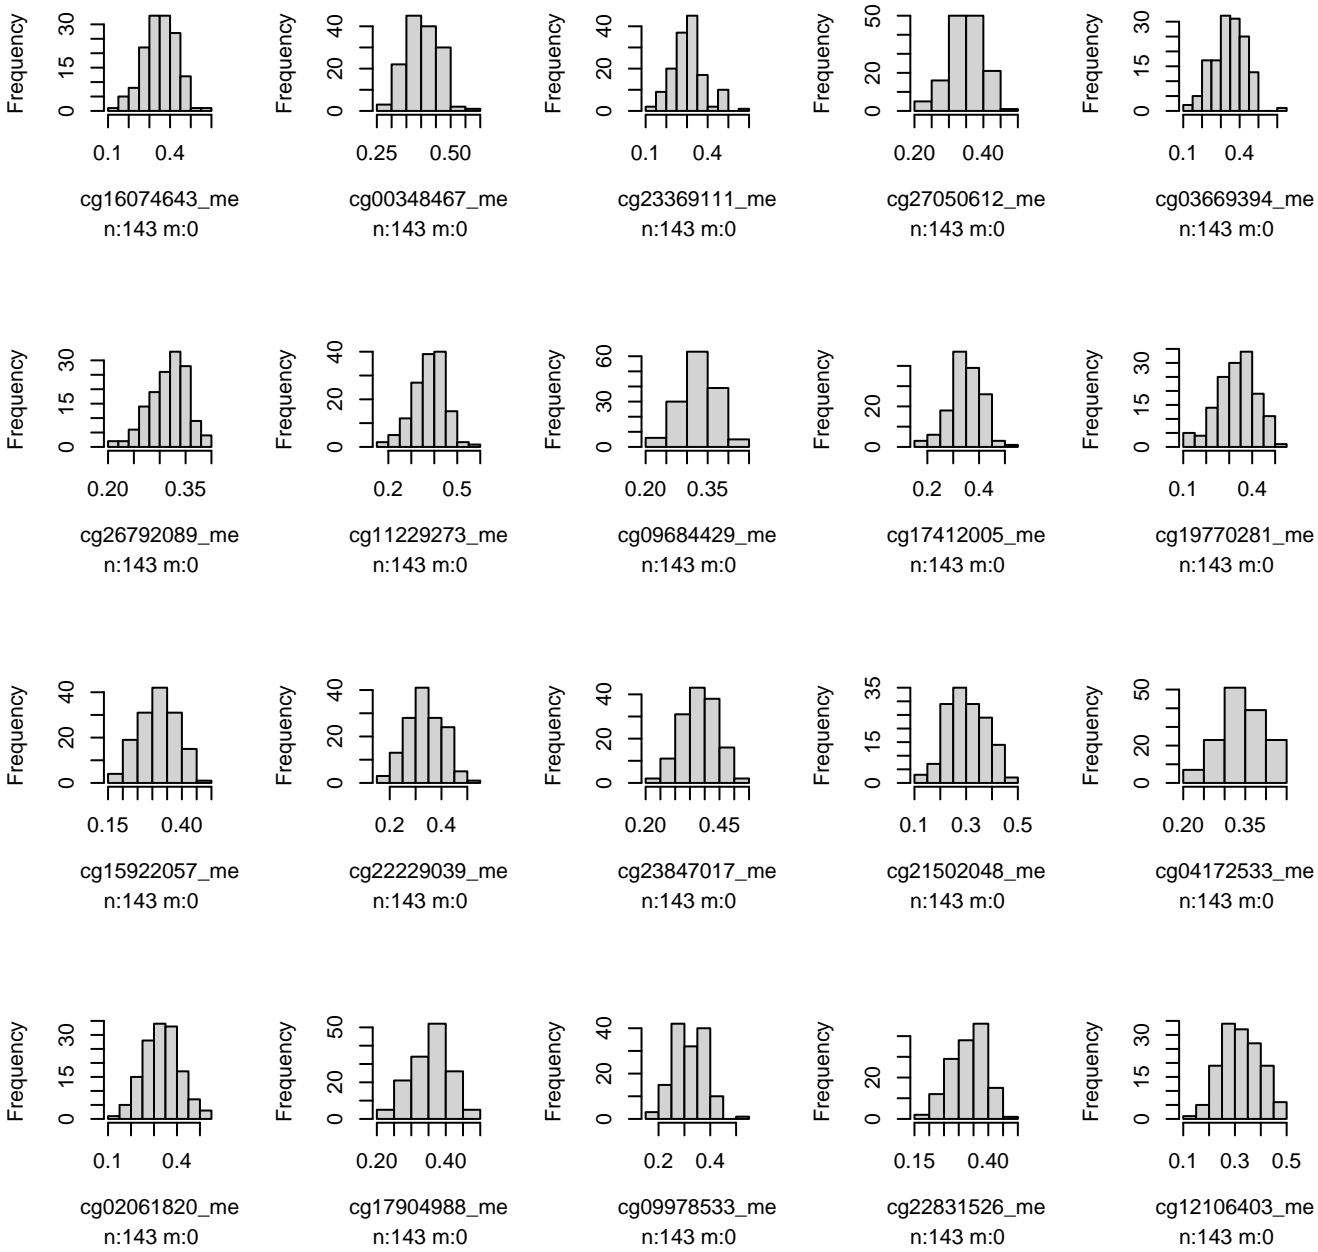 Frequency
0 15 30
0.1 0.4
cg16074643_me
n:143 m:0
Frequency
0 20 40
0.25 0.50
cg00348467_me
n:143 m:0
Frequency
0 20 40
0.1 0.4
cg23369111_me
n:143 m:0
Frequency
0 20 50
0.20 0.40
cg27050612_me
n:143 m:0
Frequency
0 15 30
0.1 0.4
cg03669394_me
n:143 m:0
Frequency
0 15 30
0.20 0.35
cg26792089_me
n:143 m:0
Frequency
0 20 40
0.2 0.5
cg11229273_me
n:143 m:0
Frequency
0 30 60
0.20 0.35
cg09684429_me
n:143 m:0
Frequency
0 20
0.2 0.4
cg17412005_me
n:143 m:0
Frequency
0 15 30
0.1 0.4
cg19770281_me
n:143 m:0
Frequency
0 20 40
0.15 0.40
cg15922057_me
n:143 m:0
Frequency
0 20 40
0.2 0.4
cg22229039_me
n:143 m:0
Frequency
0 20 40
0.20 0.45
cg23847017_me
n:143 m:0
Frequency
0 15 35
0.1 0.3 0.5
cg21502048_me
n:143 m:0
Frequency
0 20 50
0.20 0.35
cg04172533_me
n:143 m:0
Frequency
0 15 30
0.1 0.4
cg02061820_me
n:143 m:0
Frequency
0 20 50
0.20 0.40
cg17904988_me
n:143 m:0
Frequency
0 20 40
0.2 0.4
cg09978533_me
n:143 m:0
Frequency
0 20
0.15 0.40
cg22831526_me
n:143 m:0
Frequency
0 15 30
0.1 0.3 0.5
cg12106403_me
n:143 m:0